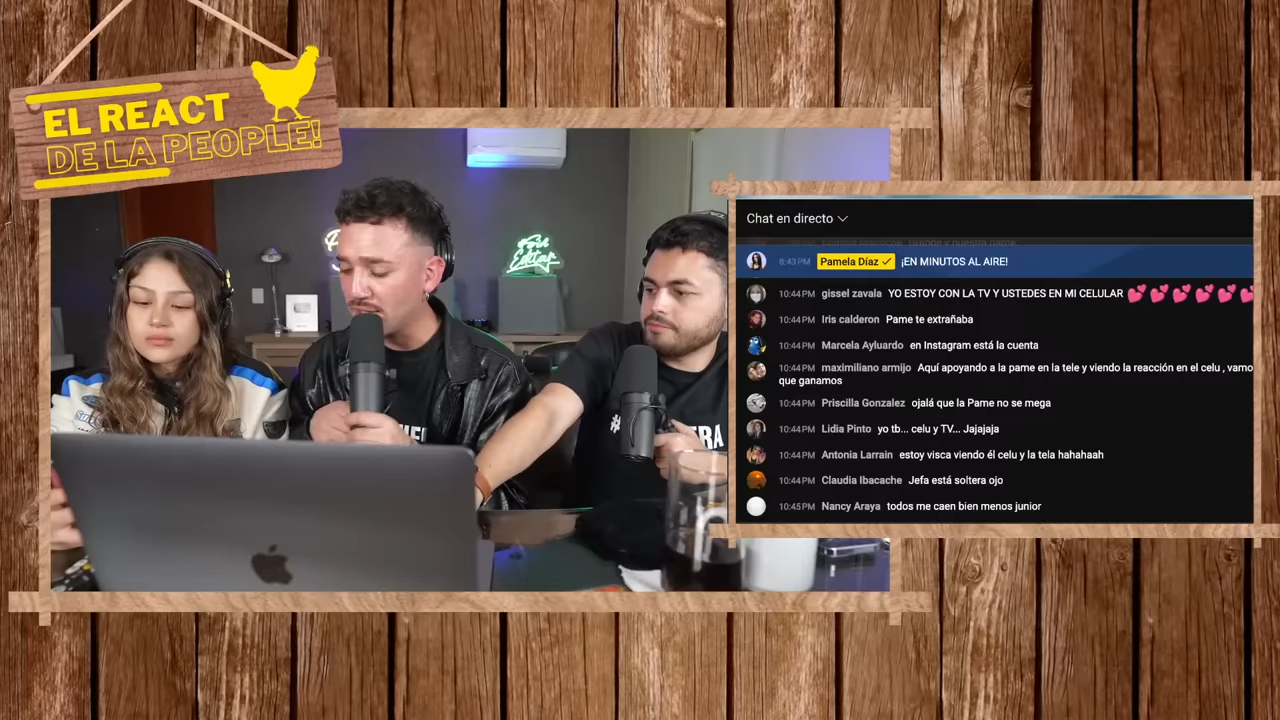 EL REACT
DE LA PEOPLE!
Chat en directo
8:43 PM Pamela Díaz ¡EN MINUTOS AL AIRE!
10:44 PM gissel zavala YO ESTOY CON LA TV Y USTEDES EN MI CELULAR 💕💕💕💕💕💕
10:44 PM Iris calderon Pame te extrañaba
10:44 PM Marcela Ayluardo en Instagram está la cuenta
10:44 PM maximiliano armijo Aquí apoyando a la pame en la tele y viendo la reacción en el celu , vamo
que ganamos
10:44 PM Priscilla Gonzalez ojalá que la Pame no se mega
10:44 PM Lidia Pinto yo tb... celu y TV... Jajajaja
10:44 PM Antonia Larrain estoy visca viendo él celu y la tela hahahaah
10:44 PM Claudia Ibacache Jefa está soltera ojo
10:45 PM Nancy Araya todos me caen bien menos junior